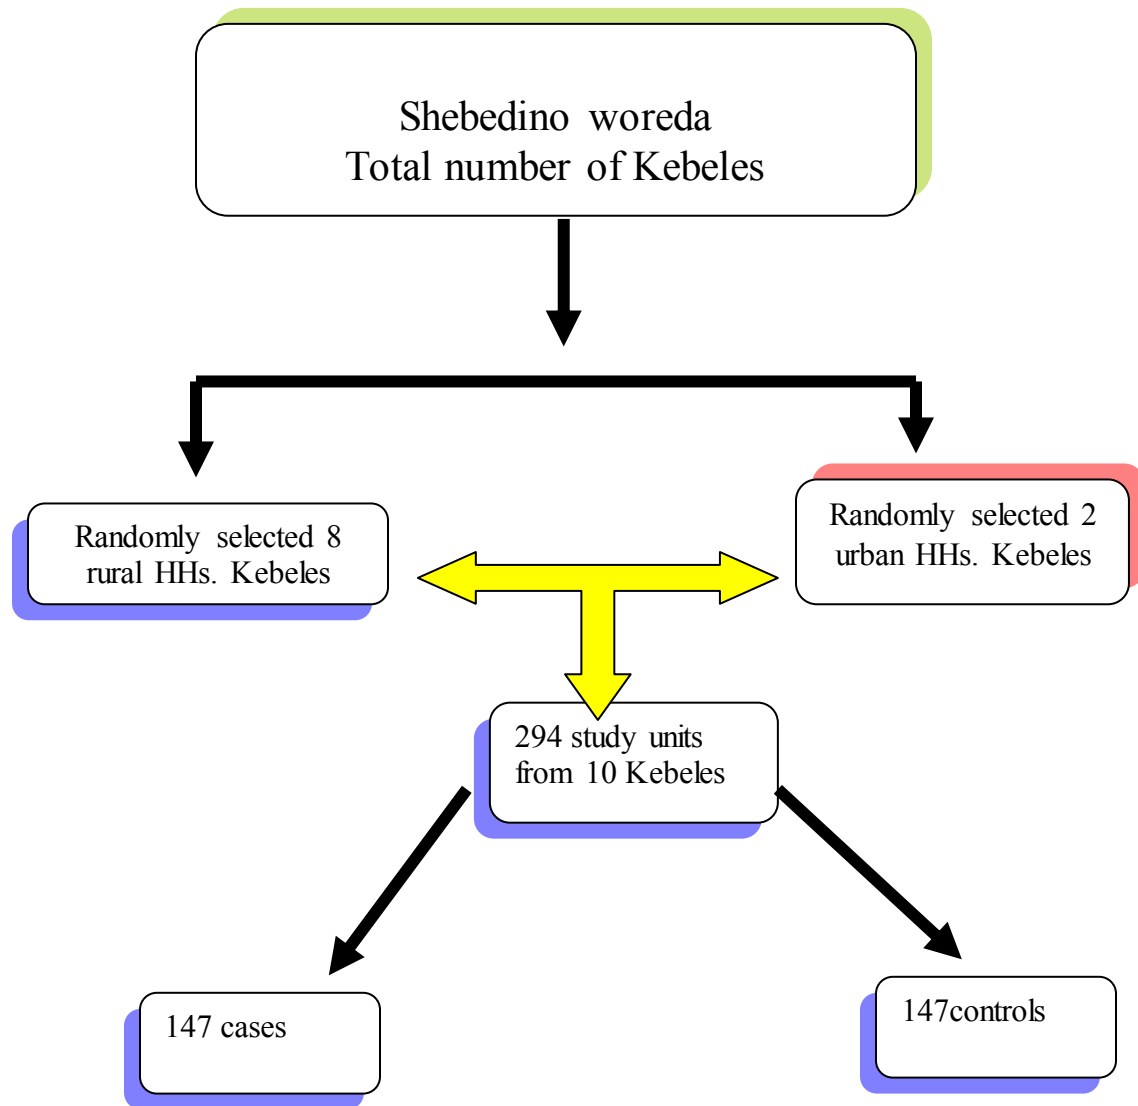 Shebedino woreda
Total number of Kebeles
Randomly selected 8
rural HHs. Kebeles
Randomly selected 2
urban HHs. Kebeles
294 study units
from 10 Kebeles
147 cases
147controls